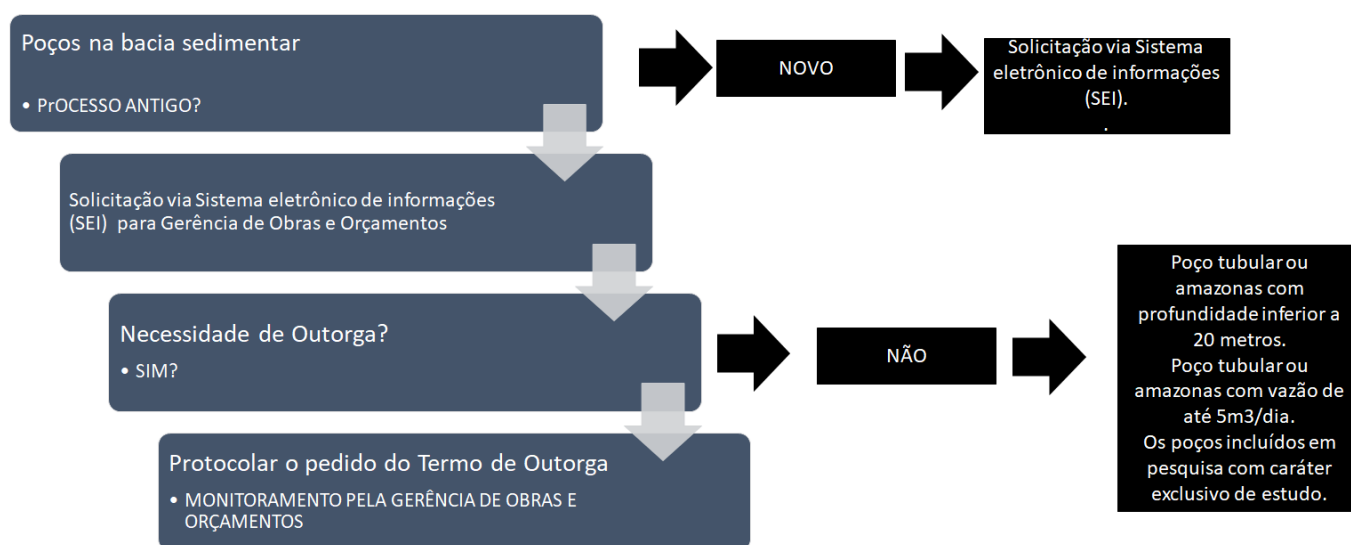 Poços na bacia sedimentar
• PrOCESSO ANTIGO?
NOVO
Solicitação via Sistema
eletrônico de informações
(SEI).
.
Solicitação via Sistema eletrônico de informações
(SEI) para Gerência de Obras e Orçamentos
Necessidade de Outorga?
• SIM?
NÃO
Poço tubular ou
amazonas com
profundidade inferior a
20 metros.
Poço tubular ou
amazonas com vazão de
até 5m3/dia.
Os poços incluídos em
pesquisa com caráter
exclusivo de estudo.
Protocolar o pedido do Termo de Outorga
• MONITORAMENTO PELA GERÊNCIA DE OBRAS E
ORÇAMENTOS